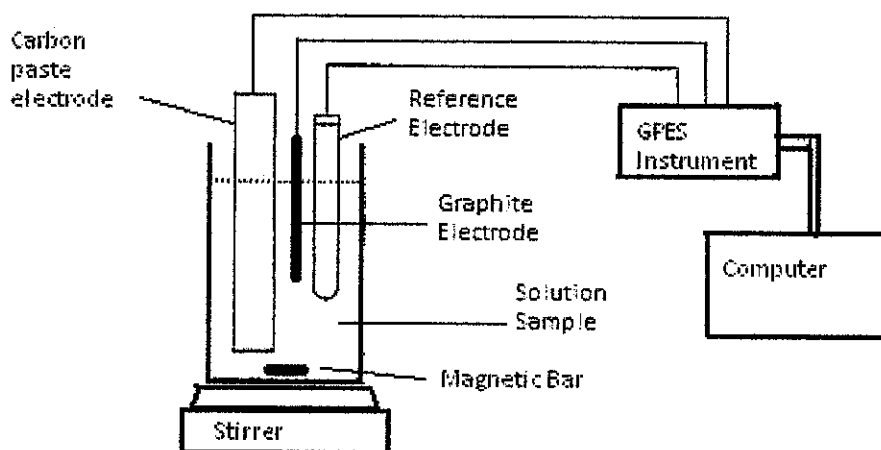 Carbon
paste
electrode
Reference
Electrode
GPES
Instrument
Graphite
Electrode
Computer
Solution
Sample
Magnetic Bar
Stirrer